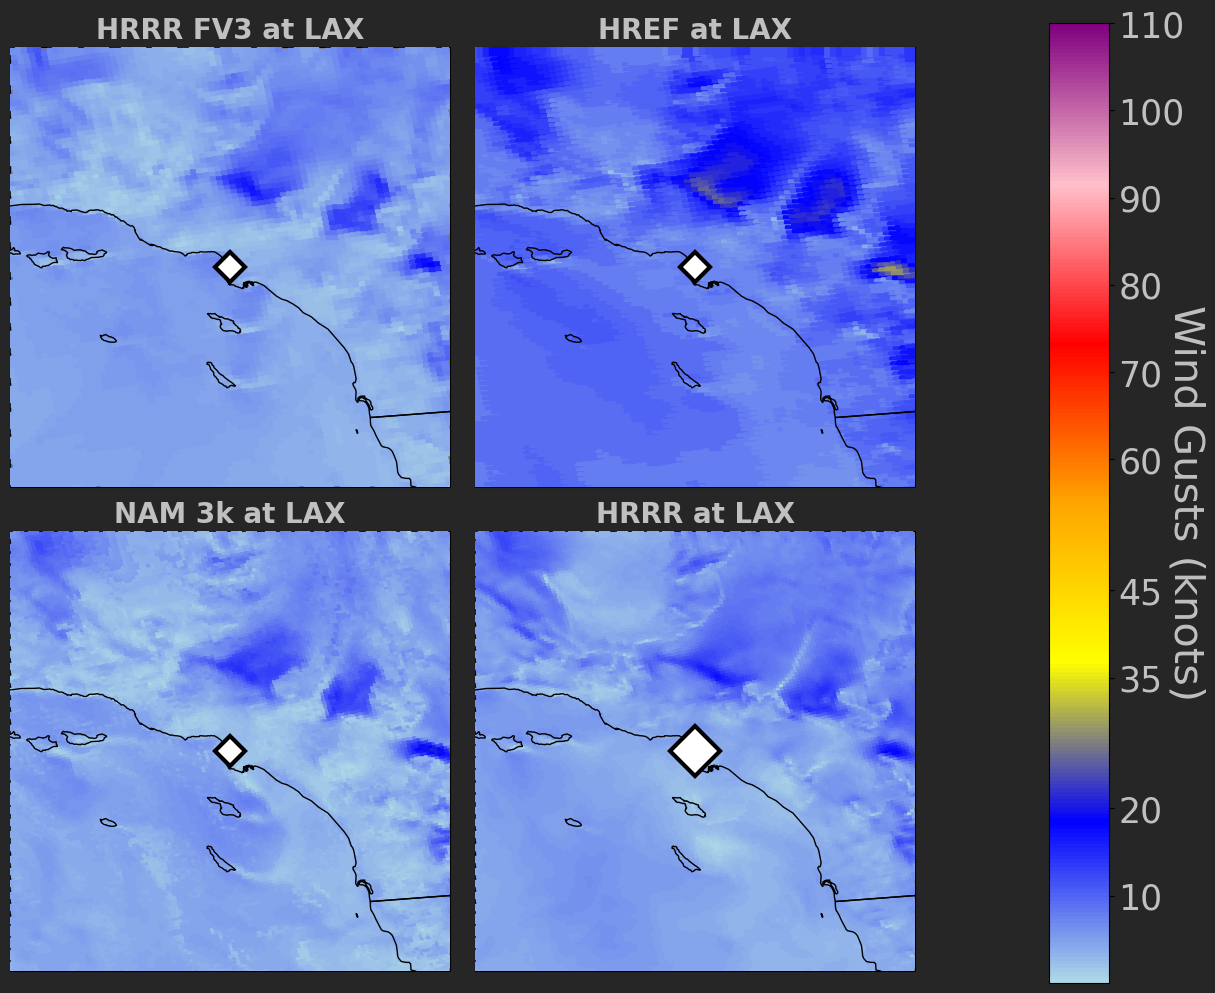 HRRR FV3 at LAX
HREF at LAX
NAM 3k at LAX
HRRR at LAX
110
100
90
80
70
60
45
35
20
10
Wind Gusts (knots)